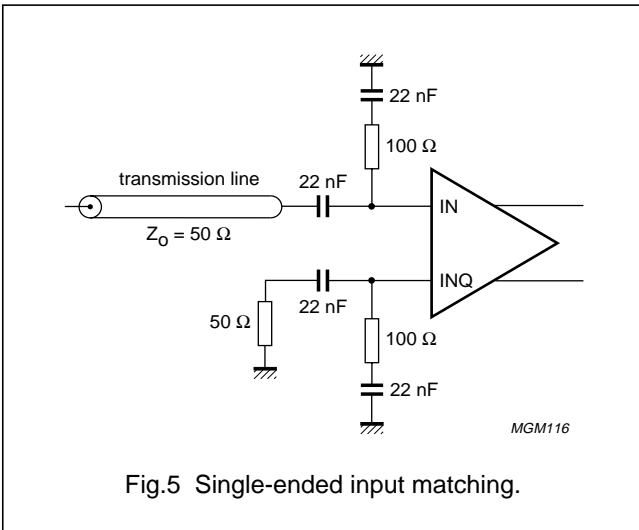 22 nF
100 Ω
transmission line
22 nF
Z₀ = 50 Ω
IN
INQ
22 nF
50 Ω
100 Ω
22 nF
MGM116
Fig.5 Single-ended input matching.